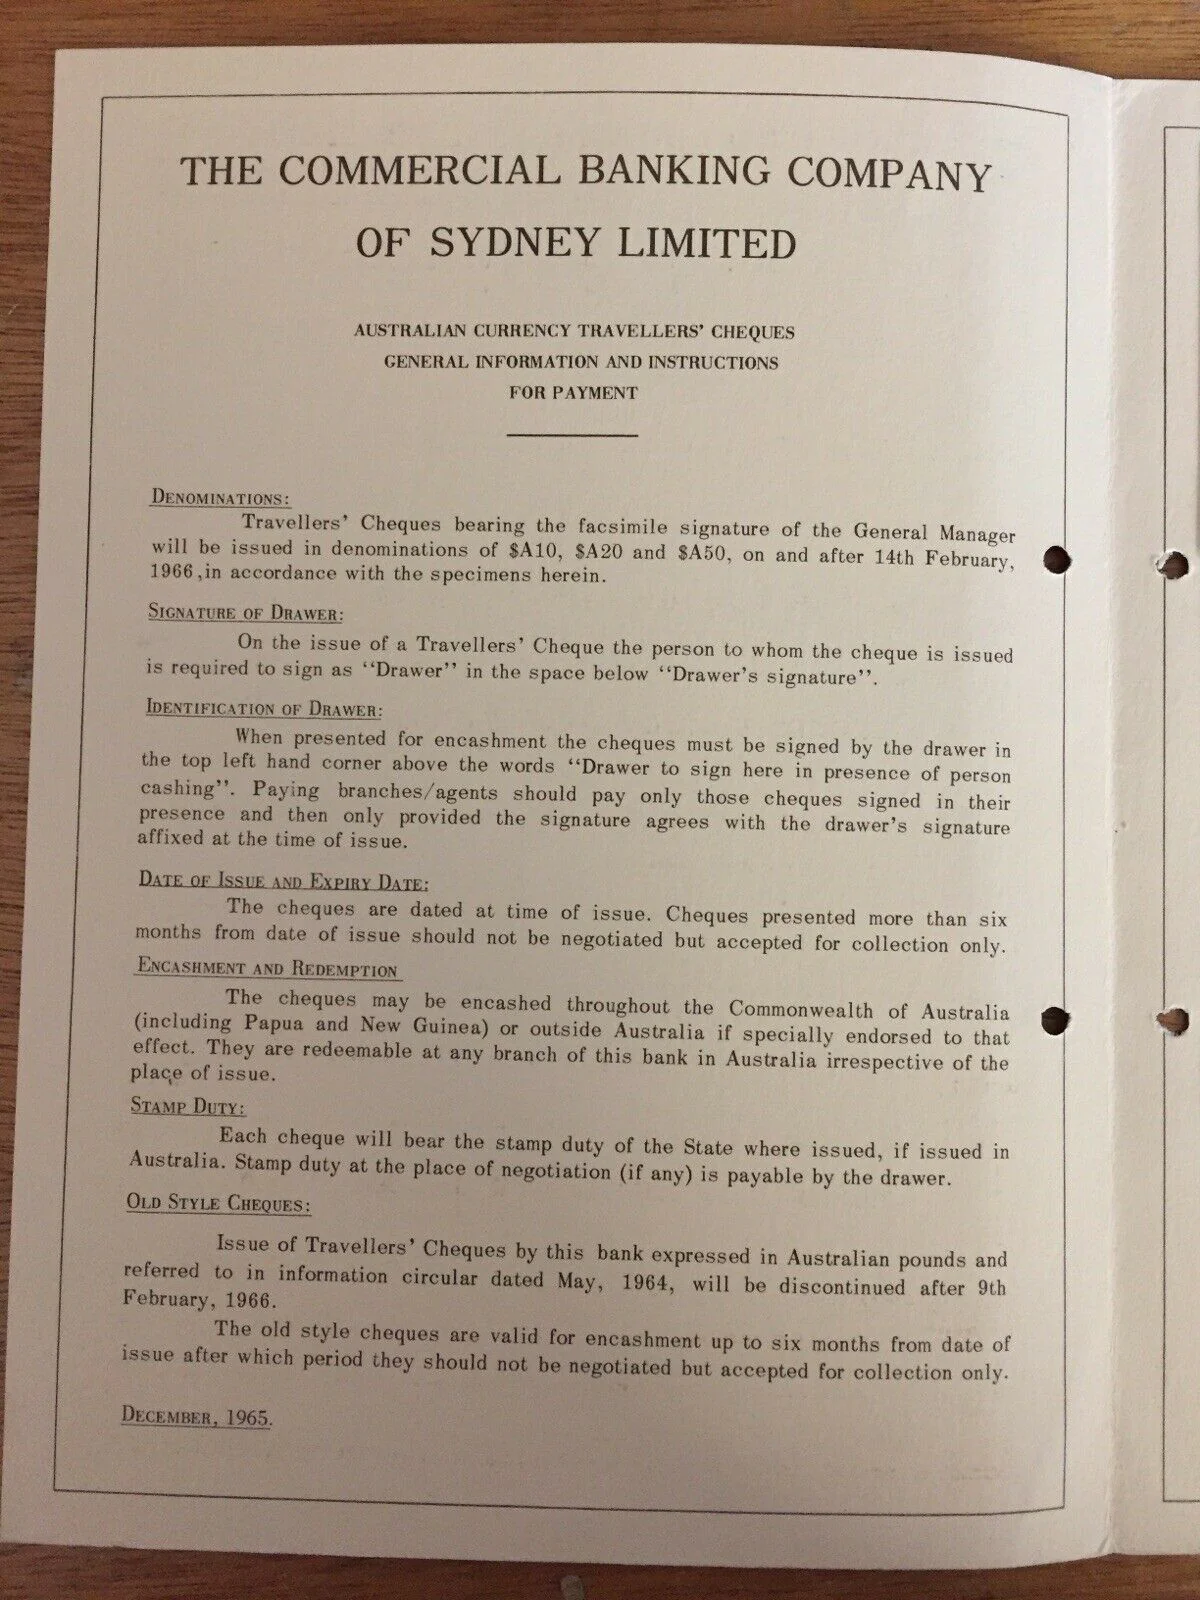 THE COMMERCIAL BANKING COMPANY
OF SYDNEY LIMITED
AUSTRALIAN CURRENCY TRAVELLERS' CHEQUES
GENERAL INFORMATION AND INSTRUCTIONS
FOR PAYMENT
DENOMINATIONS:
Travellers' Cheques bearing the facsimile signature of the General Manager
will be issued in denominations of $A10, $A20 and $A50, on and after 14th February,
1966,in accordance with the specimens herein.
SIGNATURE OF DRAWER:
On the issue of a Travellers' Cheque the person to whom the cheque is issued
is required to sign as "Drawer" in the space below "Drawer's signature".
IDENTIFICATION OF DRAWER:
When presented for encashment the cheques must be signed by the drawer in
the top left hand corner above the words "Drawer to sign here in presence of person
cashing". Paying branches/agents should pay only those cheques signed in their
presence and then only provided the signature agrees with the drawer's signature
affixed at the time of issue.
DATE OF ISSUE AND EXPIRY DATE:
The cheques are dated at time of issue. Cheques presented more than six
months from date of issue should not be negotiated but accepted for collection only.
ENCASHMENT AND REDEMPTION
The cheques may be encashed throughout the Commonwealth of Australia
(including Papua and New Guinea) or outside Australia if specially endorsed to that
effect. They are redeemable at any branch of this bank in Australia irrespective of the
place of issue.
STAMP DUTY:
Each cheque will bear the stamp duty of the State where issued, if issued in
Australia. Stamp duty at the place of negotiation (if any) is payable by the drawer.
OLD STYLE CHEQUES:
Issue of Travellers' Cheques by this bank expressed in Australian pounds and
referred to in information circular dated May, 1964, will be discontinued after 9th
February, 1966.
The old style cheques are valid for encashment up to six months from date of
issue after which period they should not be negotiated but accepted for collection only.
DECEMBER, 1965.